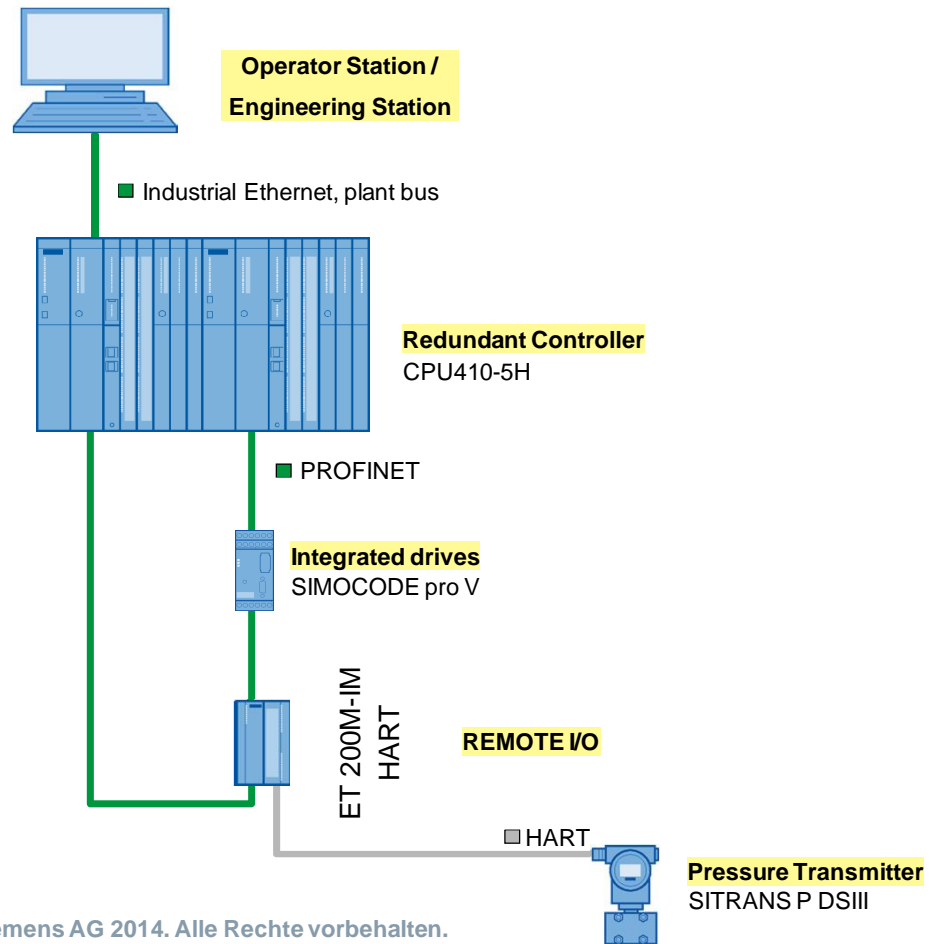 Operator Station /
Engineering Station
Industrial Ethernet, plant bus
Redundant Controller
CPU410-5H
PROFINET
Integrated drives
SIMOCODE pro V
ET 200M-IM
HART
REMOTE I/O
HART
Pressure Transmitter
SITRANS P DSIII
emens AG 2014. Alle Rechte vorbehalten.